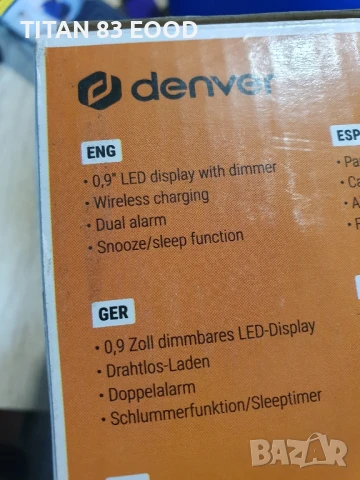 TITAN 83 EOOD
denver
ENG
• 0,9" LED display with dimmer
• Wireless charging
• Dual alarm
• Snooze/sleep function
ESP
GER
• 0,9 Zoll dimmbares LED-Display
• Drahtlos-Laden
• Doppelalarm
• Schlummerfunktion/Sleeptimer
BAZAR